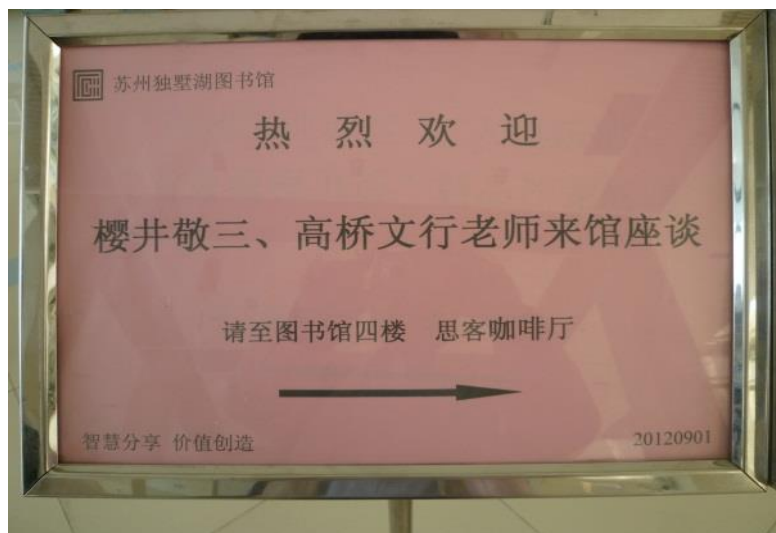 苏州独墅湖图书馆
热烈欢迎
樱井敬三、高桥文行老师来馆座谈
请至图书馆四楼 思客咖啡厅
智慧分享 价值创造
20120901